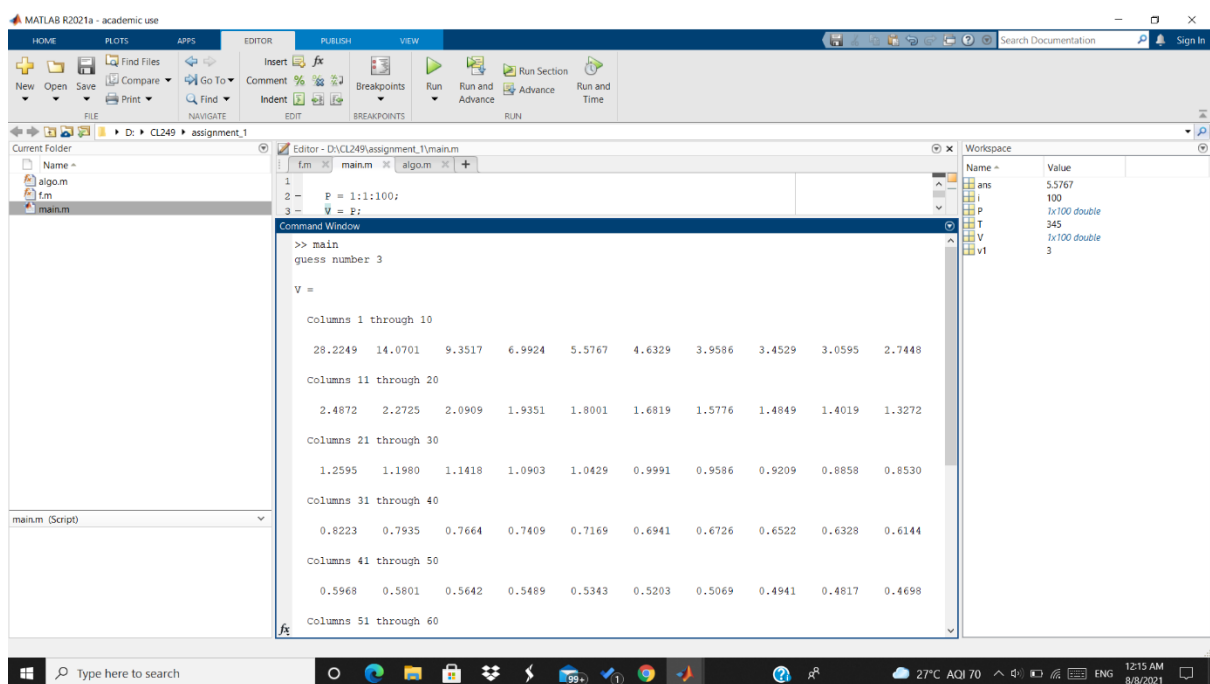 MATLAB R2021a - academic use
HOME PLOTS APPS EDITOR PUBLISH VIEW Search Documentation Sign In
New Open Save Find Files Compare Print
Go To Find
Insert fx Comment % Indent
Breakpoints
Run Run and Advance Run Section Advance Run and Time
FILE NAVIGATE EDIT BREAKPOINTS RUN
D: CL249 assignment_1
Current Folder
Name
algo.m
f.m
main.m
main.m (Script)
Editor - D:\CL249\assignment_1\main.m
f.m main.m algo.m +
1
2 - P = 1:1:100;
3 - V = P;
Command Window
>> main
guess number 3
V =
Columns 1 through 10
28.2249 14.0701 9.3517 6.9924 5.5767 4.6329 3.9586 3.4529 3.0595 2.7448
Columns 11 through 20
2.4872 2.2725 2.0909 1.9351 1.8001 1.6819 1.5776 1.4849 1.4019 1.3272
Columns 21 through 30
1.2595 1.1980 1.1418 1.0903 1.0429 0.9991 0.9586 0.9209 0.8858 0.8530
Columns 31 through 40
0.8223 0.7935 0.7664 0.7409 0.7169 0.6941 0.6726 0.6522 0.6328 0.6144
Columns 41 through 50
0.5968 0.5801 0.5642 0.5489 0.5343 0.5203 0.5069 0.4941 0.4817 0.4698
Columns 51 through 60
fx
Workspace
Name Value
ans 5.5767
i 100
P 1x100 double
T 345
V 1x100 double
v1 3
Type here to search
99+ 1
27°C AQI 70 ENG 12:15 AM
8/8/2021